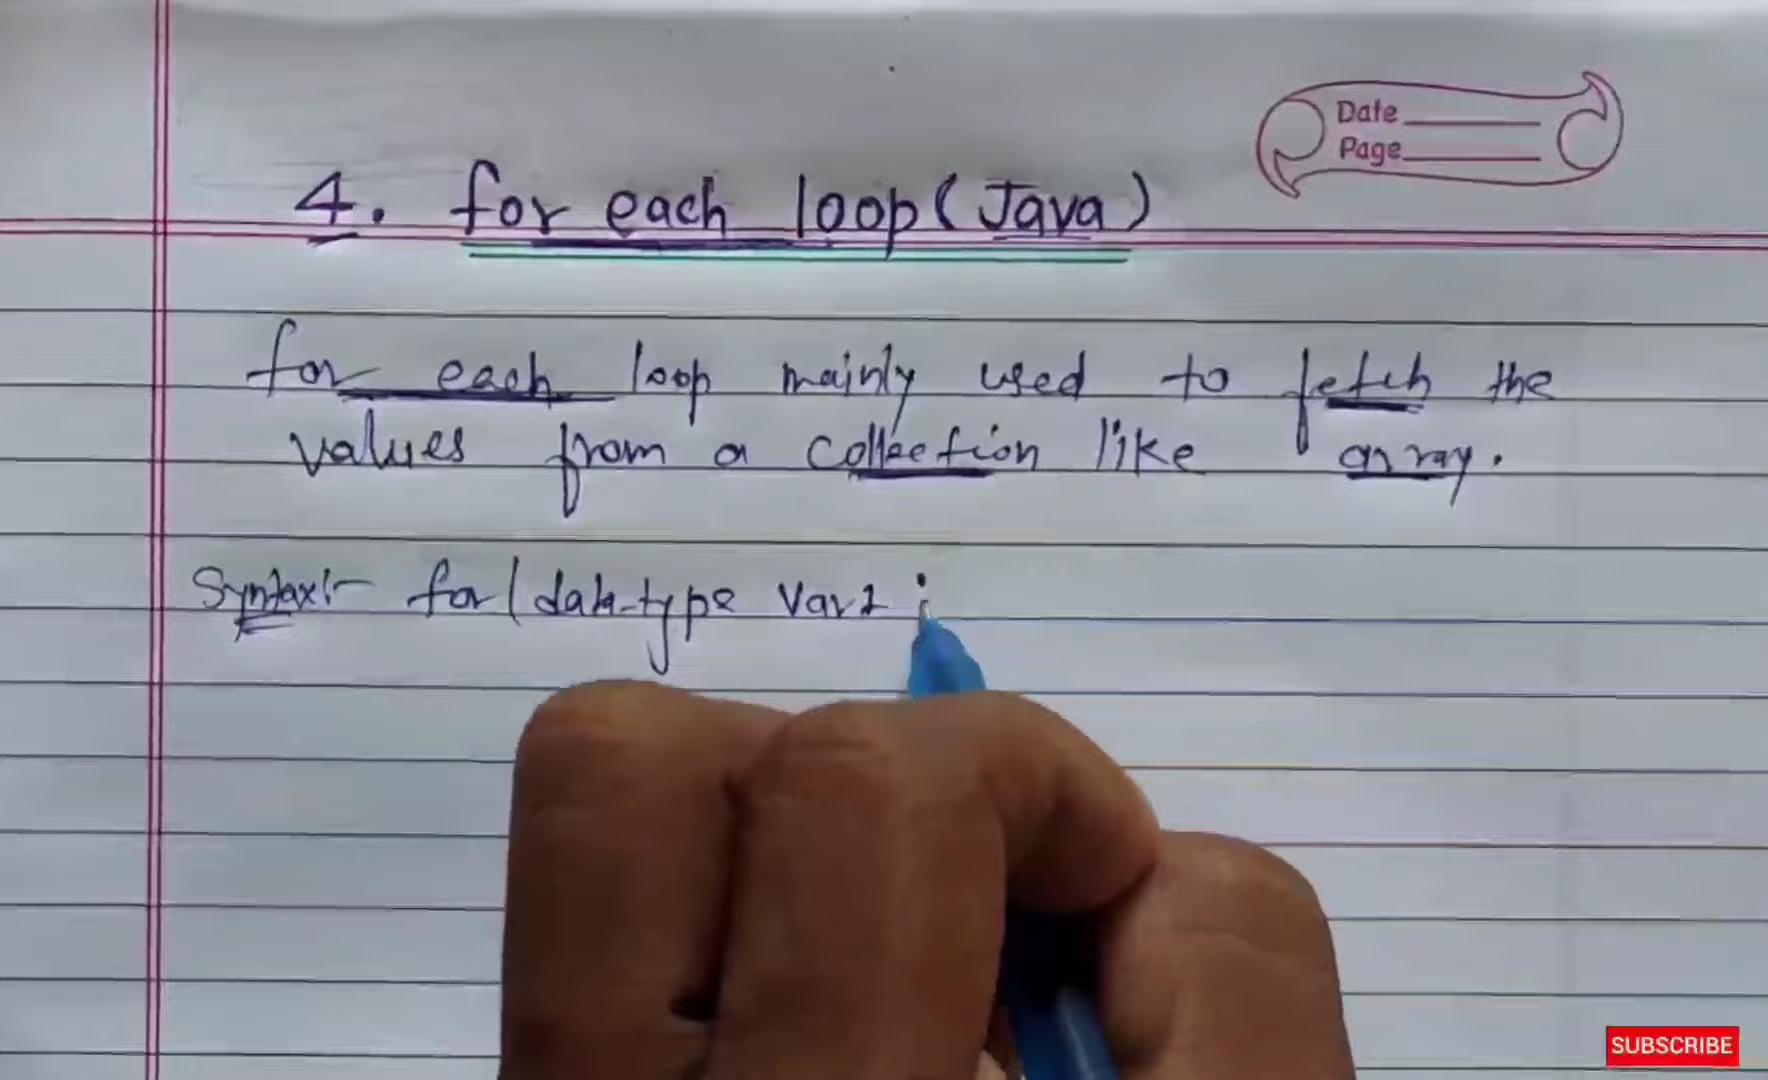 Date
Page
4. for each loop (Java)
for each loop mainly used to fetch the
values from a collection like array.
Syntax:- for( data-type var1 :
SUBSCRIBE